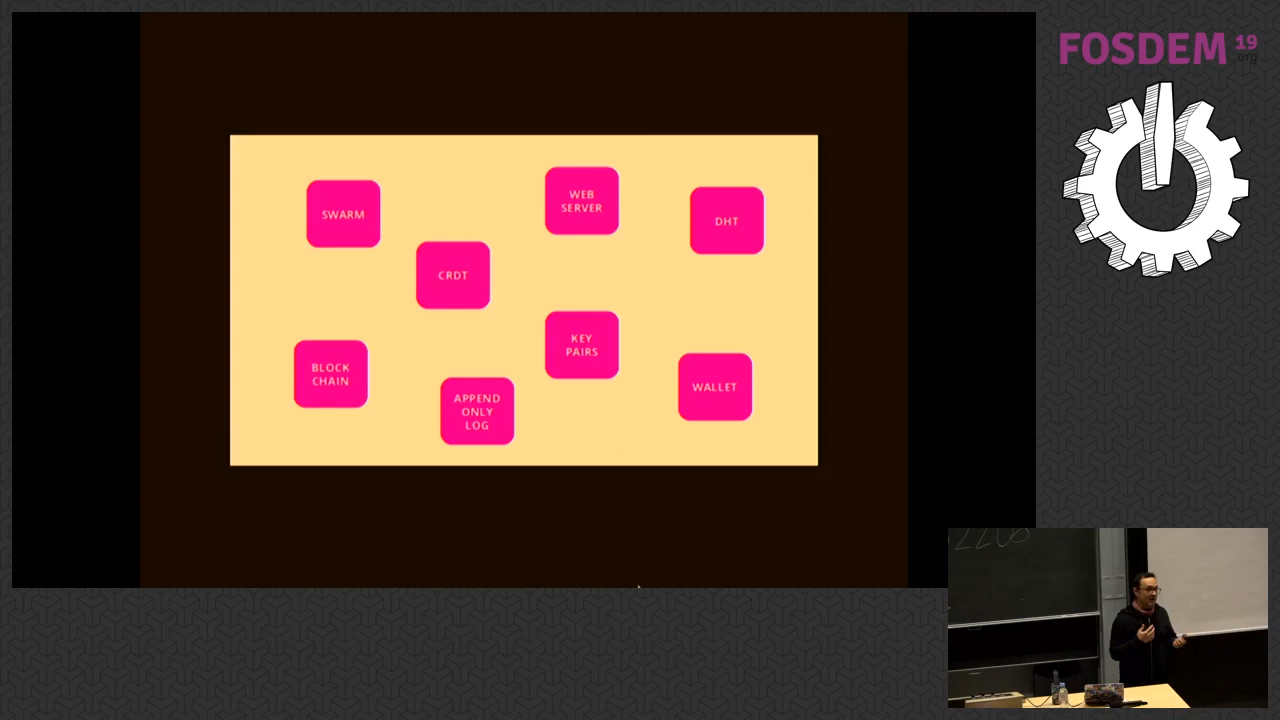 FOSDEM 19
.org
SWARM
WEB
SERVER
DHT
CRDT
KEY
PAIRS
BLOCK
CHAIN
APPEND
ONLY
LOG
WALLET